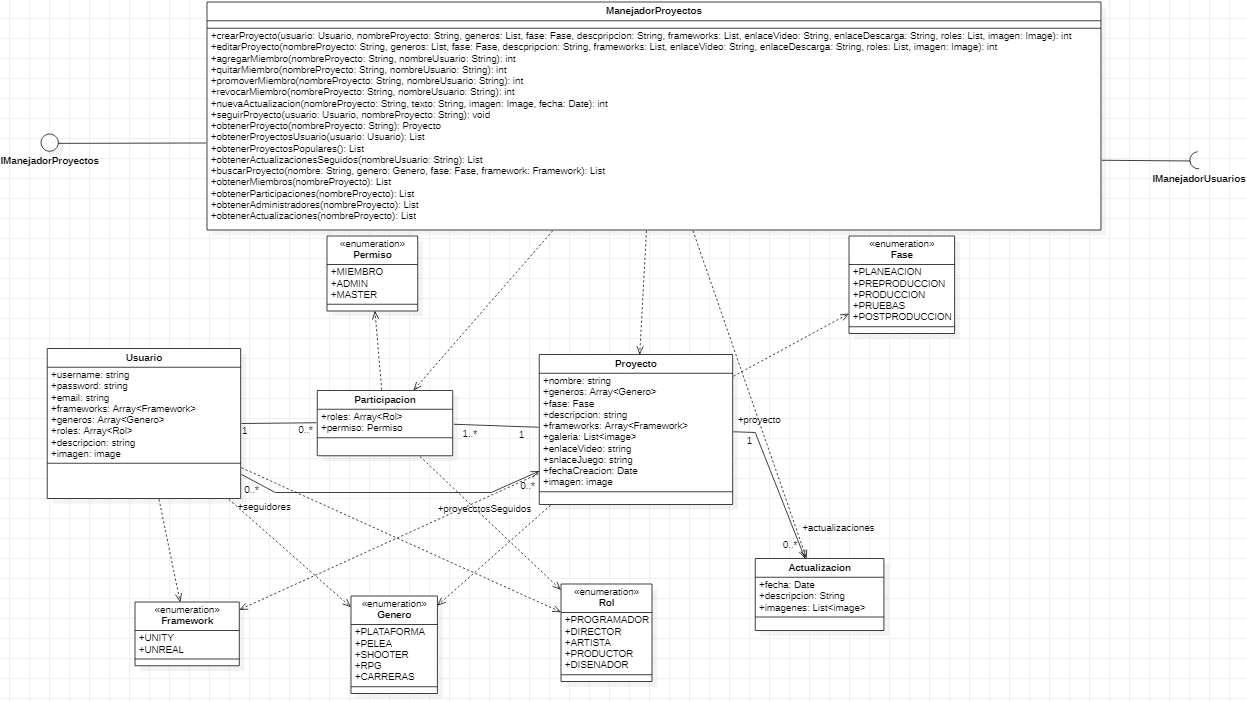 ManejadorProyectos
+crearProyecto(usuario: Usuario, nombreProyecto: String, generos: List, fase: Fase, descpripcion: String, frameworks: List, enlaceVideo: String, enlaceDescarga: String, roles: List, imagen: Image): int
+editarProyecto(nombreProyecto: String, generos: List, fase: Fase, descpripcion: String, frameworks: List, enlaceVideo: String, enlaceDescarga: String, roles: List, imagen: Image): int
+agregarMiembro(nombreProyecto: String, nombreUsuario: String): int
+quitarMiembro(nombreProyecto: String, nombreUsuario: String): int
+promoverMiembro(nombreProyecto: String, nombreUsuario: String): int
+revocarMiembro(nombreProyecto: String, nombreUsuario: String): int
+nuevaActualizacion(nombreProyecto: String, texto: String, imagen: Image, fecha: Date): int
+seguirProyecto(usuario: Usuario, nombreProyecto: String): void
+obtenerProyecto(nombreProyecto: String): Proyecto
+obtenerProyectosUsuario(usuario: Usuario): List
+obtenerProyectosPopulares(): List
+obtenerActualizacionesSeguidos(nombreUsuario: String): List
+buscarProyecto(nombre: String, genero: Genero, fase: Fase, framework: Framework): List
+obtenerMiembros(nombreProyecto): List
+obtenerParticipaciones(nombreProyecto): List
+obtenerAdministradores(nombreProyecto): List
+obtenerActualizaciones(nombreProyecto): List
IManejadorProyectos
IManejadorUsuarios
«enumeration»
Permiso
+MIEMBRO
+ADMIN
+MASTER
«enumeration»
Fase
+PLANEACION
+PREPRODUCCION
+PRODUCCION
+PRUEBAS
+POSTPRODUCCION
Usuario
+username: string
+password: string
+email: string
+frameworks: Array<Framework>
+generos: Array<Genero>
+roles: Array<Rol>
+descripcion: string
+imagen: image
1
0..*
Participacion
+roles: Array<Rol>
+permiso: Permiso
1..*
1
Proyecto
+nombre: string
+generos: Array<Genero>
+fase: Fase
+descripcion: string
+frameworks: Array<Framework>
+galeria: List<image>
+enlaceVideo: string
+snlaceJuego: string
+fechaCreacion: Date
+imagen: image
+proyecto
1
0..*
+seguidores
0..*
+proyecctosSeguidos
+actualizaciones
0..*
Actualizacion
+fecha: Date
+descripcion: String
+imagenes: List<image>
«enumeration»
Framework
+UNITY
+UNREAL
«enumeration»
Genero
+PLATAFORMA
+PELEA
+SHOOTER
+RPG
+CARRERAS
«enumeration»
Rol
+PROGRAMADOR
+DIRECTOR
+ARTISTA
+PRODUCTOR
+DISENADOR